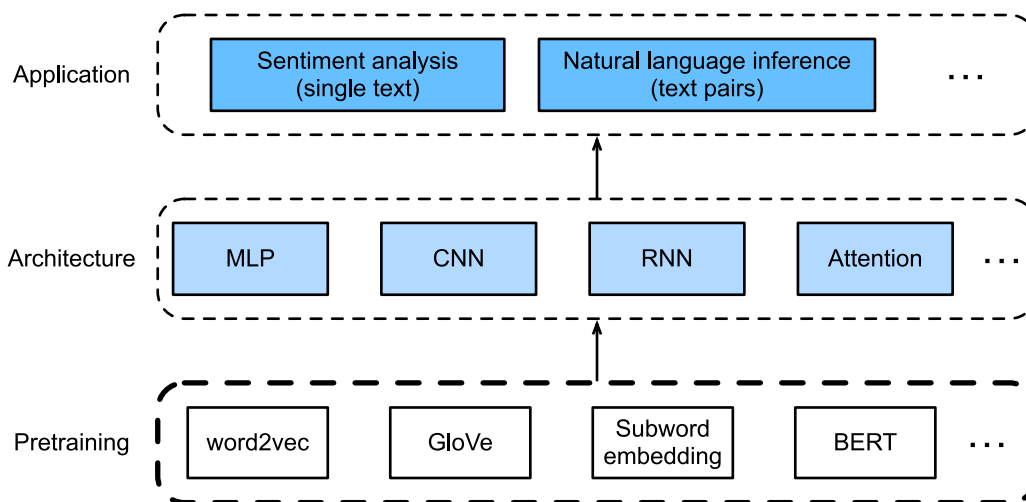 Application
Sentiment analysis
(single text)
Natural language inference
(text pairs)
...
Architecture
MLP
CNN
RNN
Attention
...
Pretraining
word2vec
GloVe
Subword
embedding
BERT
...